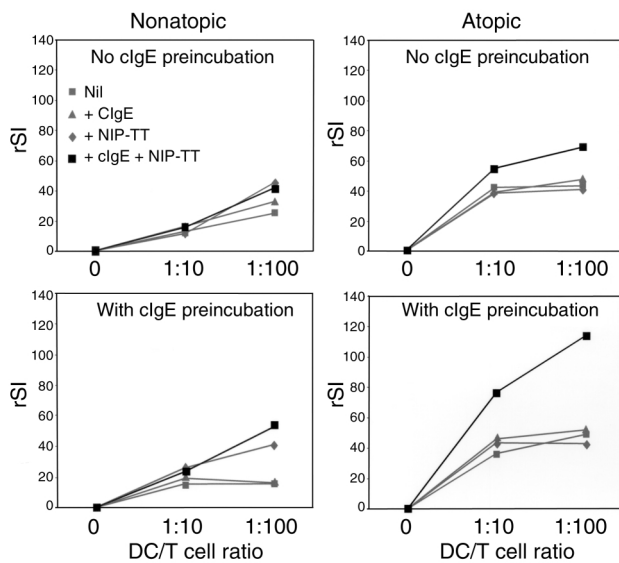 Nonatopic
Atopic
140
120
100
80
60
40
20
0
rSI
No cIgE preincubation
Nil
+ CIgE
+ NIP-TT
+ cIgE + NIP-TT
0
1:10
1:100
140
120
100
80
60
40
20
0
rSI
No cIgE preincubation
0
1:10
1:100
140
120
100
80
60
40
20
0
rSI
With cIgE preincubation
0
1:10
1:100
DC/T cell ratio
140
120
100
80
60
40
20
0
rSI
With cIgE preincubation
0
1:10
1:100
DC/T cell ratio